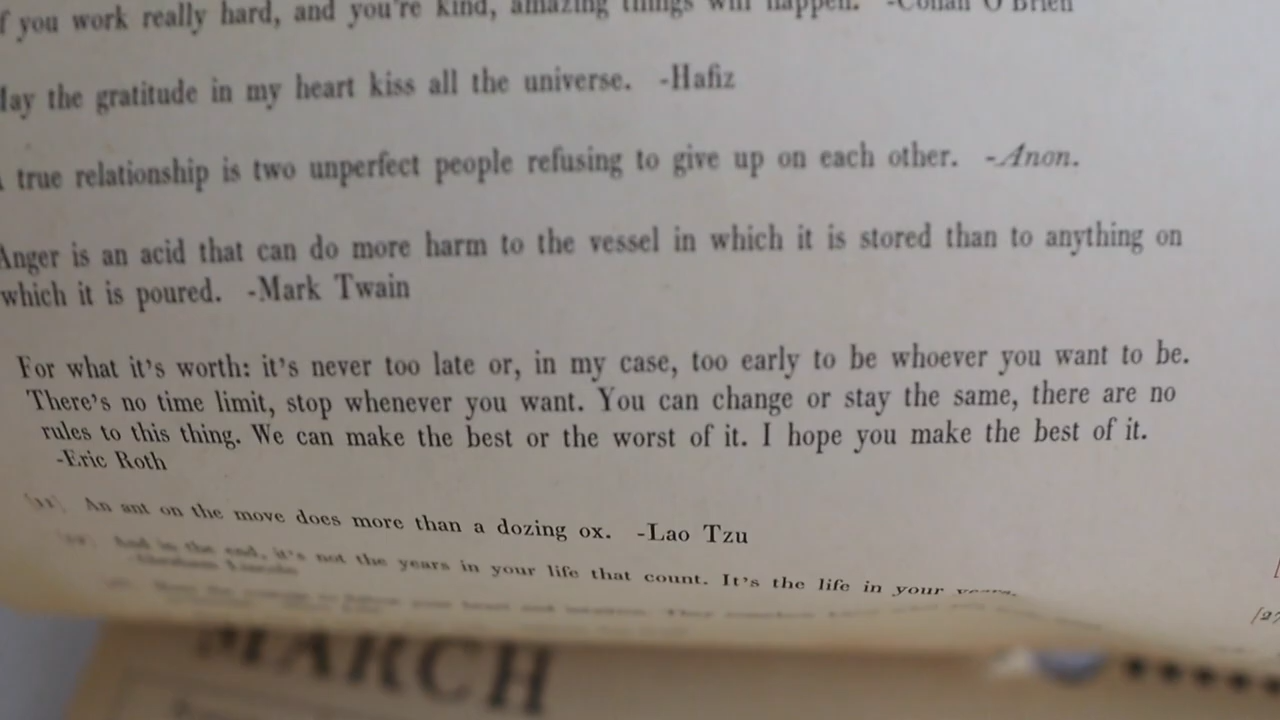 f you work really hard, and you're kind, amazing things will happen. -Conan O'Brien
May the gratitude in my heart kiss all the universe. -Hafiz
A true relationship is two unperfect people refusing to give up on each other. -Anon.
Anger is an acid that can do more harm to the vessel in which it is stored than to anything on
which it is poured. -Mark Twain
For what it's worth: it's never too late or, in my case, too early to be whoever you want to be.
There's no time limit, stop whenever you want. You can change or stay the same, there are no
rules to this thing. We can make the best or the worst of it. I hope you make the best of it.
-Eric Roth
[11] An ant on the move does more than a dozing ox. -Lao Tzu
And in the end, it's not the years in your life that count. It's the life in your years.
Abraham Lincoln
[27
MARCH